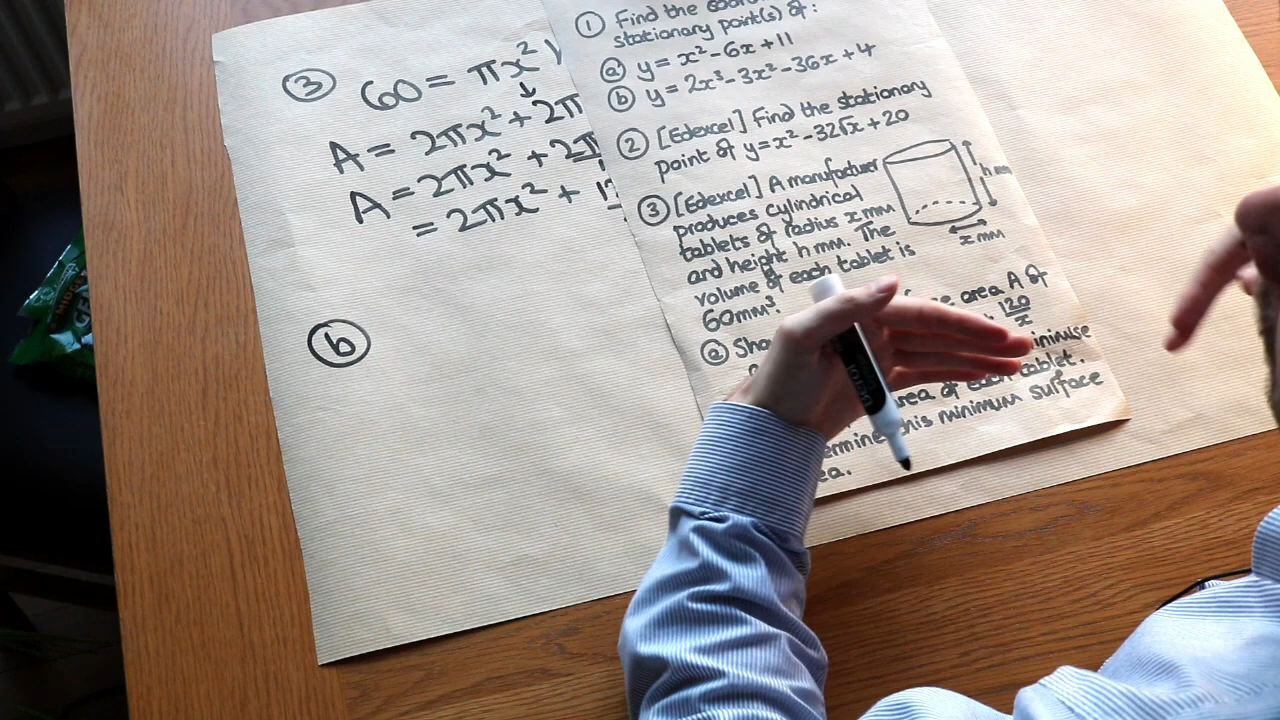 ③ 60 = πx²
A = 2πx² + 2π
A = 2πx² + 2π
= 2πx² + 12
ⓑ
① Find the
stationary point(s) of:
ⓐ y = x² - 6x + 11
ⓑ y = 2x³ - 3x² - 36x + 4
② [Edexcel] Find the stationary
point of y = x² - 32√x + 20
③ [Edexcel] A manufacturer
produces cylindrical
tablets of radius x mm
and height h mm. The
volume of each tablet is
60mm³.
h mm
x mm
ⓐ area A of
120/x
tablet.
this minimum surface